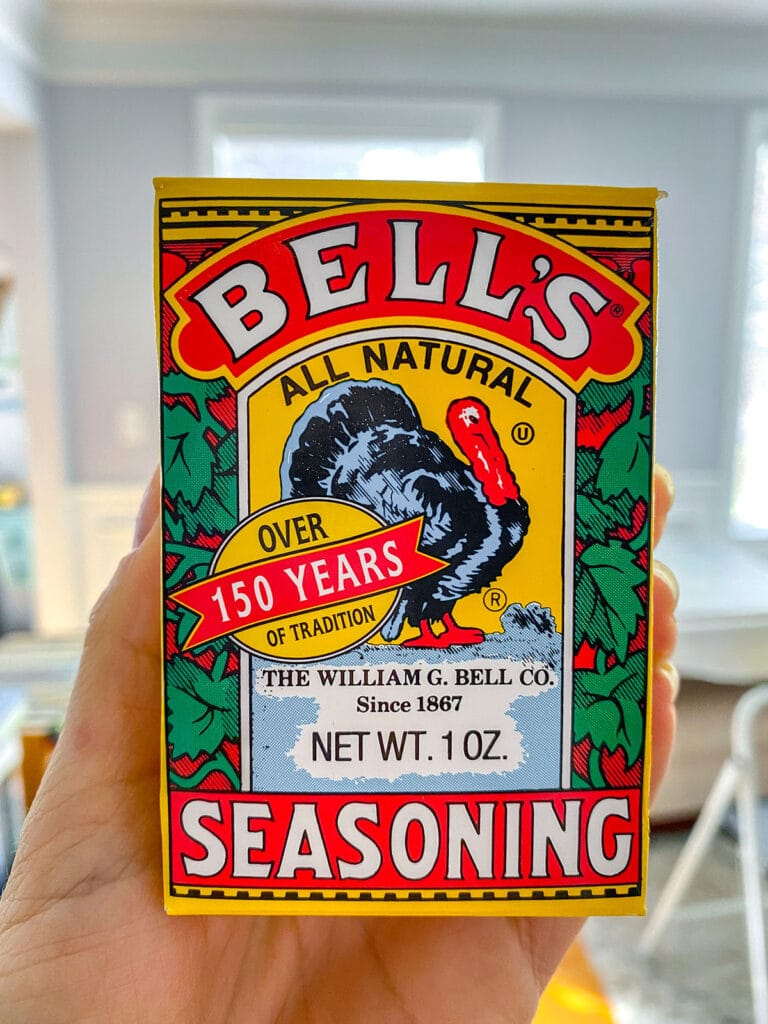 BELL'S®
ALL NATURAL
Ⓤ
OVER
150 YEARS
OF TRADITION
®
THE WILLIAM G. BELL CO.
Since 1867
NET WT. 1 OZ.
SEASONING